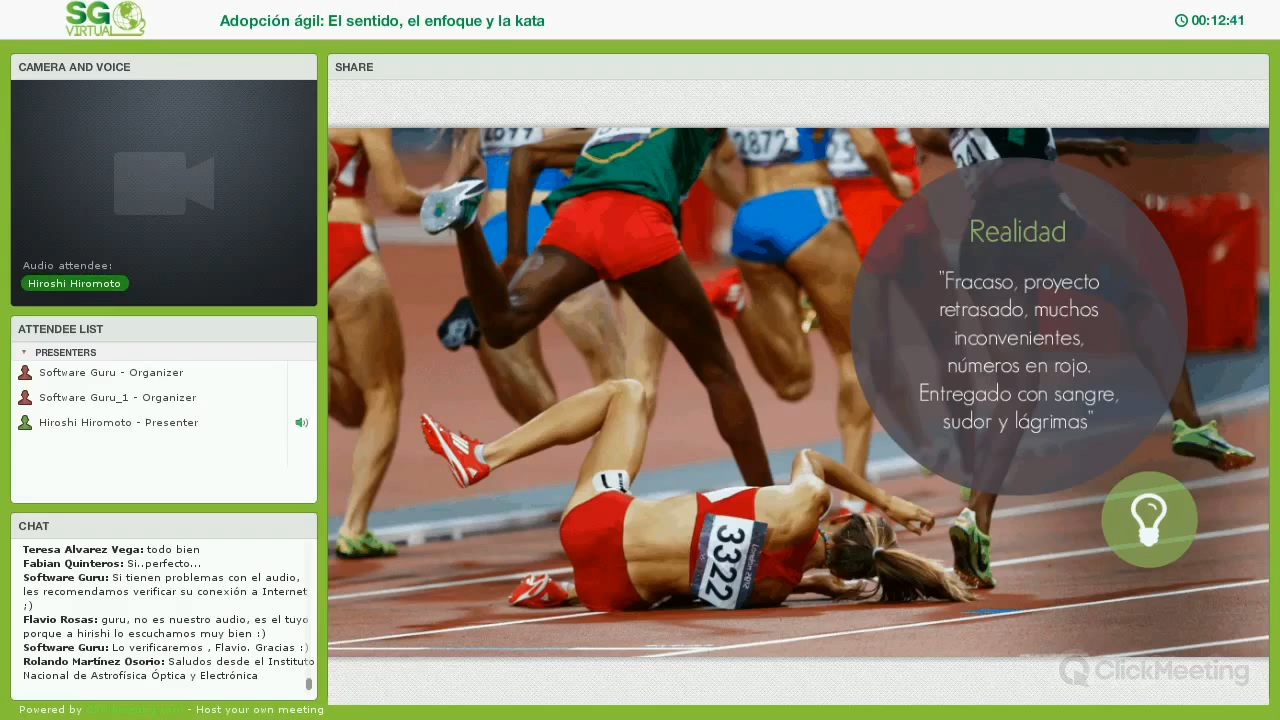 SG
VIRTUAL
Adopción ágil: El sentido, el enfoque y la kata
00:12:41
CAMERA AND VOICE
Audio attendee:
Hiroshi Hiromoto
ATTENDEE LIST
PRESENTERS
Software Guru - Organizer
Software Guru_1 - Organizer
Hiroshi Hiromoto - Presenter
CHAT
Teresa Alvarez Vega: todo bien
Fabian Quinteros: Si..perfecto...
Software Guru: Si tienen problemas con el audio,
les recomendamos verificar su conexión a Internet
;)
Flavio Rosas: guru, no es nuestro audio, es el tuyo
porque a hirishi lo escuchamos muy bien :)
Software Guru: Lo verificaremos , Flavio. Gracias :)
Rolando Martínez Osorio: Saludos desde el Instituto
Nacional de Astrofísica Óptica y Electrónica
Powered by
- Host your own meeting
SHARE
2872
241
Realidad
"Fracaso, proyecto
retrasado, muchos
inconvenientes,
números en rojo.
Entregado con sangre,
sudor y lágrimas"
3322
London 2012
ClickMeeting